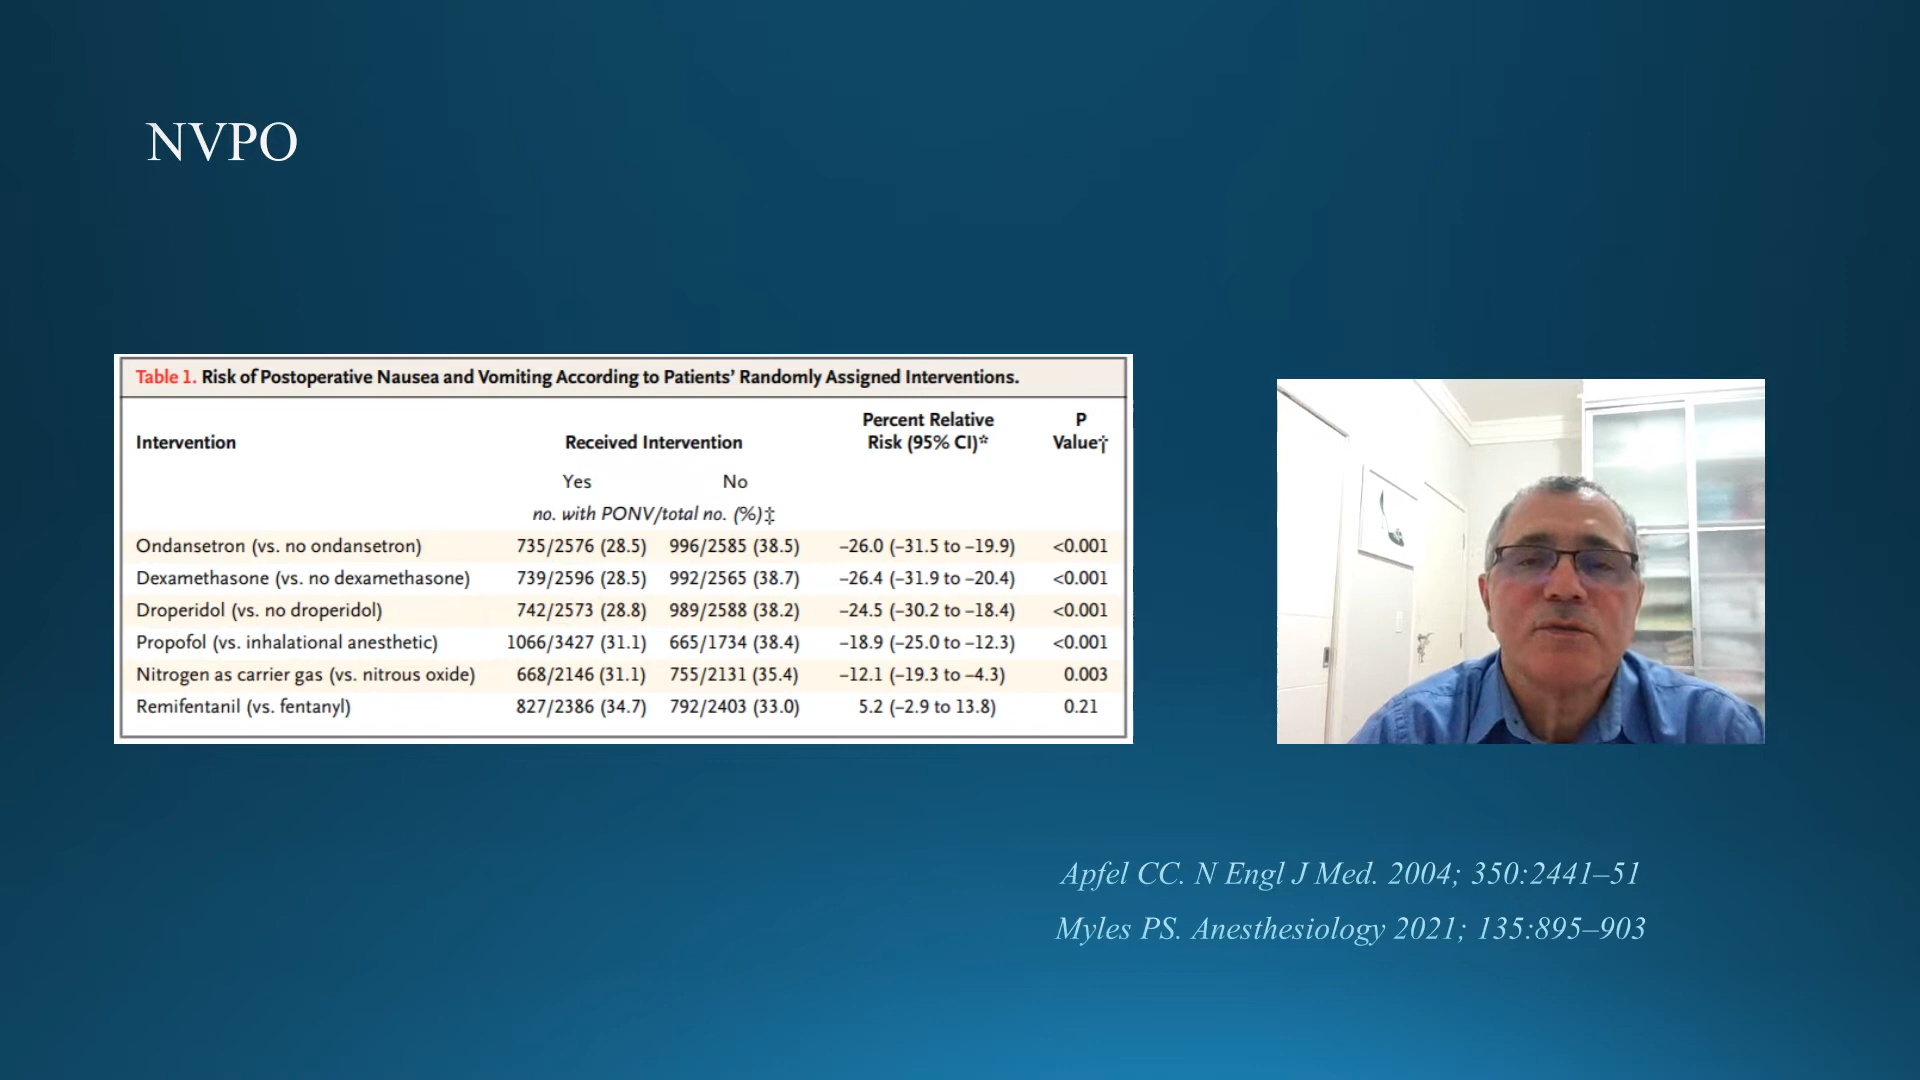 NVPO
Table 1. Risk of Postoperative Nausea and Vomiting According to Patients’ Randomly Assigned Interventions.
Intervention Received Intervention Percent Relative Risk (95% CI)* P Value†
Yes No
no. with PONV/total no. (%)‡
Ondansetron (vs. no ondansetron) 735/2576 (28.5) 996/2585 (38.5) –26.0 (–31.5 to –19.9) <0.001
Dexamethasone (vs. no dexamethasone) 739/2596 (28.5) 992/2565 (38.7) –26.4 (–31.9 to –20.4) <0.001
Droperidol (vs. no droperidol) 742/2573 (28.8) 989/2588 (38.2) –24.5 (–30.2 to –18.4) <0.001
Propofol (vs. inhalational anesthetic) 1066/3427 (31.1) 665/1734 (38.4) –18.9 (–25.0 to –12.3) <0.001
Nitrogen as carrier gas (vs. nitrous oxide) 668/2146 (31.1) 755/2131 (35.4) –12.1 (–19.3 to –4.3) 0.003
Remifentanil (vs. fentanyl) 827/2386 (34.7) 792/2403 (33.0) 5.2 (–2.9 to 13.8) 0.21
Apfel CC. N Engl J Med. 2004; 350:2441–51
Myles PS. Anesthesiology 2021; 135:895–903